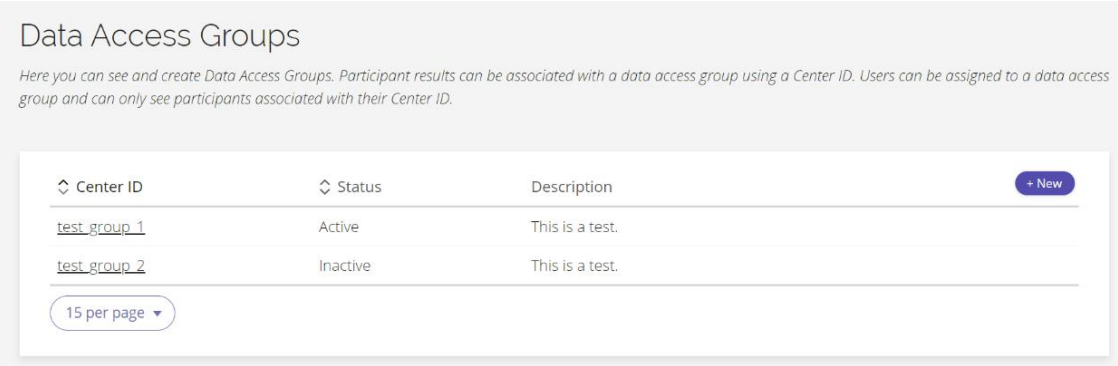 Data Access Groups
Here you can see and create Data Access Groups. Participant results can be associated with a data access group using a Center ID. Users can be assigned to a data access
group and can only see participants associated with their Center ID.
Center ID Status Description + New
test_group_1 Active This is a test.
test_group_2 Inactive This is a test.
15 per page